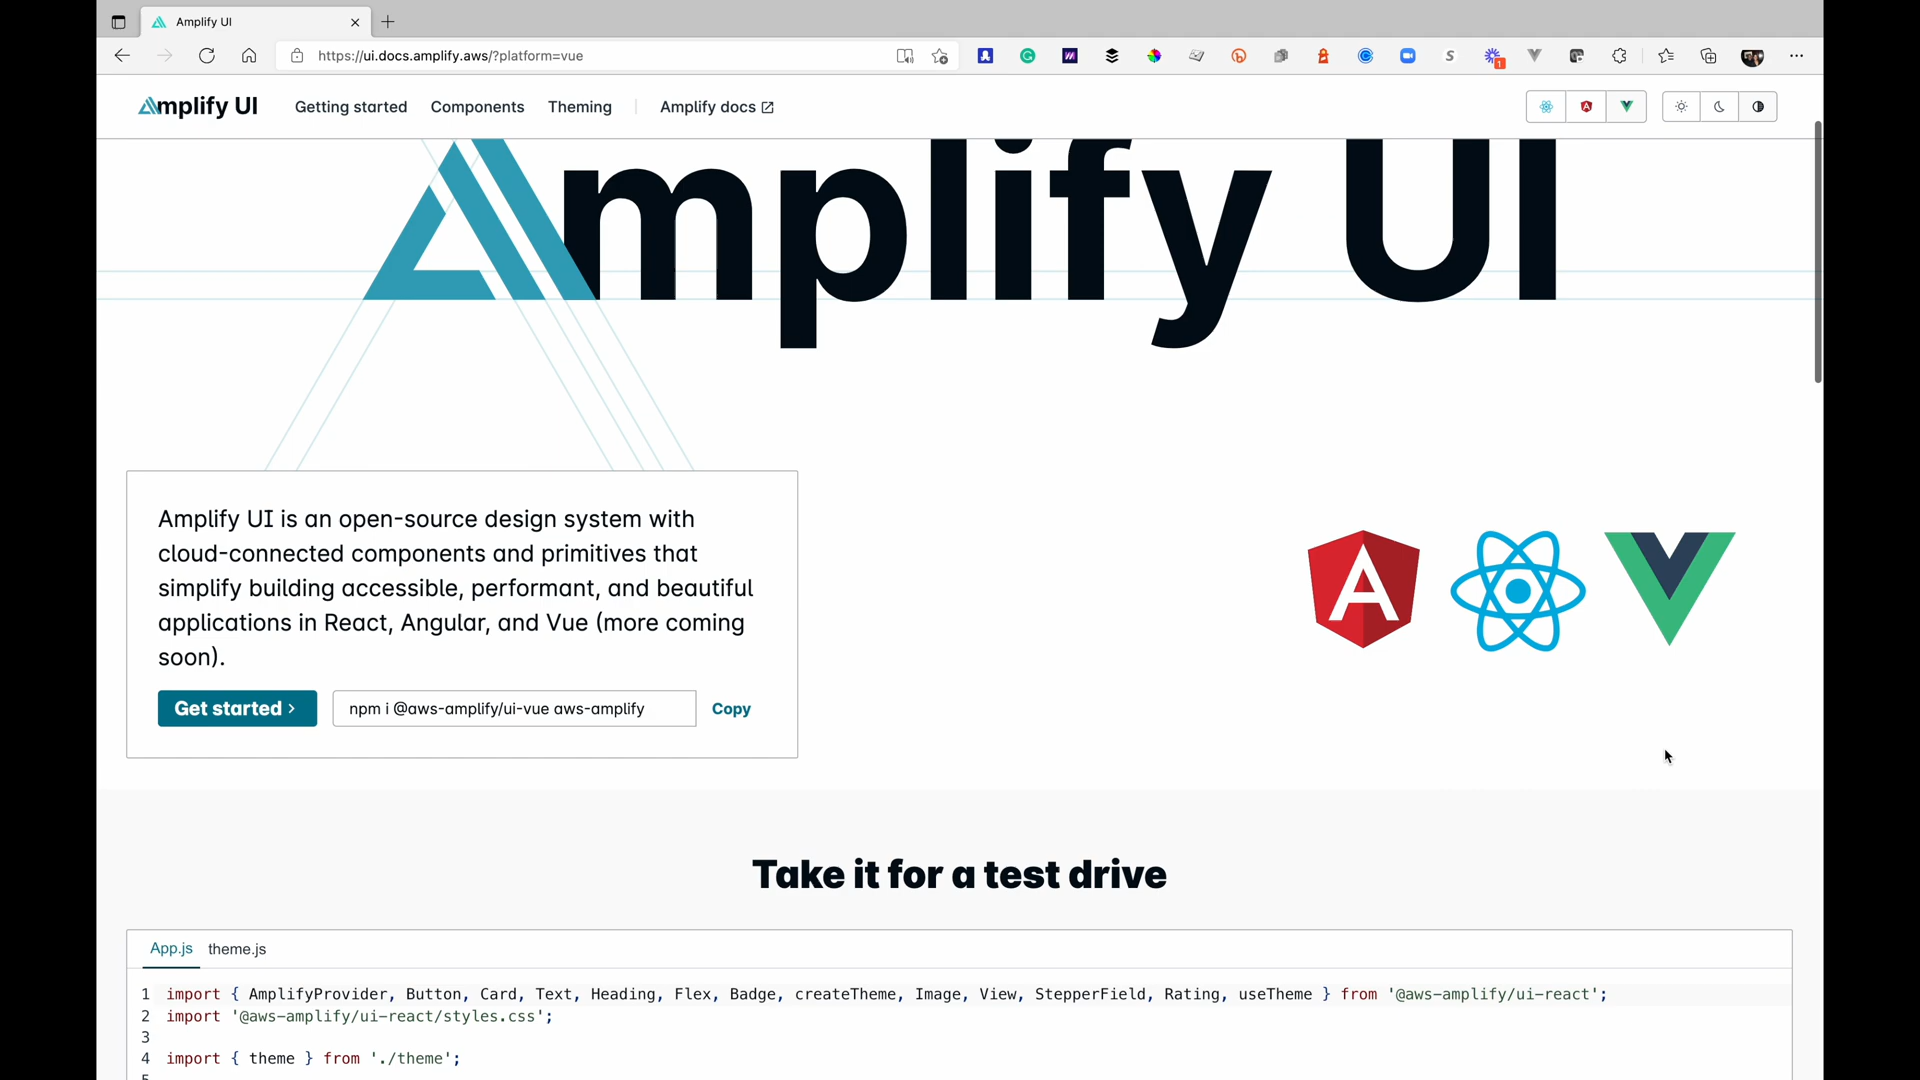 Amplify UI
https://ui.docs.amplify.aws/?platform=vue
1
Amplify UI Getting started Components Theming Amplify docs
Amplify UI
Amplify UI is an open-source design system with
cloud-connected components and primitives that
simplify building accessible, performant, and beautiful
applications in React, Angular, and Vue (more coming
soon).
Get started > npm i @aws-amplify/ui-vue aws-amplify Copy
Take it for a test drive
App.js theme.js
1 import { AmplifyProvider, Button, Card, Text, Heading, Flex, Badge, createTheme, Image, View, StepperField, Rating, useTheme } from '@aws-amplify/ui-react';
2 import '@aws-amplify/ui-react/styles.css';
3
4 import { theme } from './theme';
5